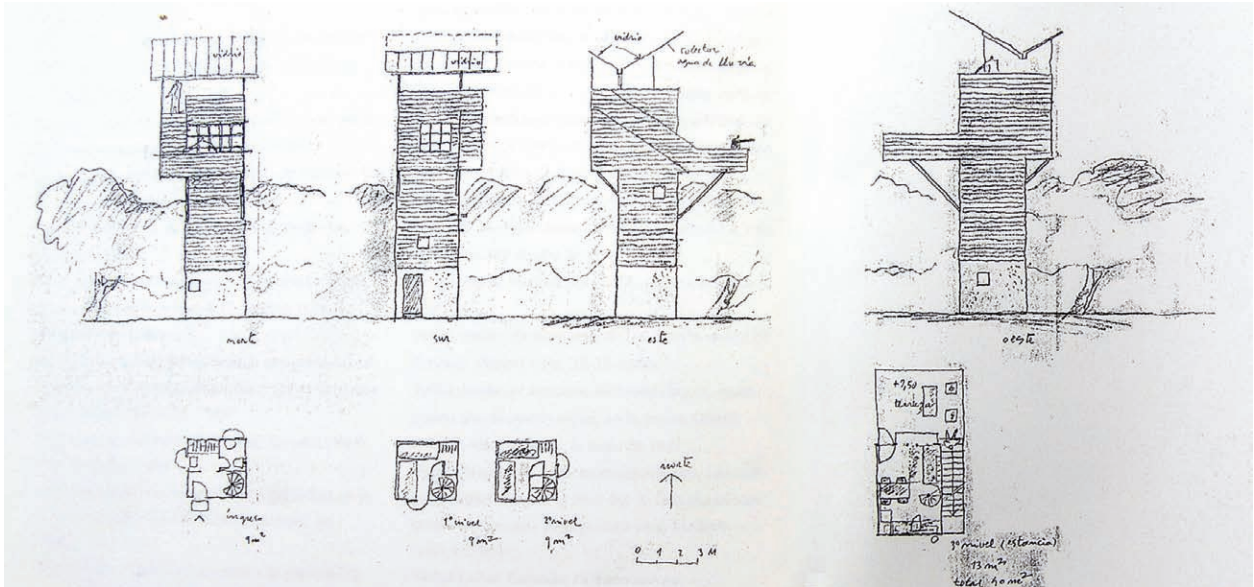 vidrio
vidrio
vidrio
colector
agua de lluvia
norte
sur
este
oeste
+7,50
terraza
ingreso
9 m²
1º nivel
9 m²
2º nivel
9 m²
norte
0 1 2 3 M
3º nivel (estancia)
13 m²
total 40 m²